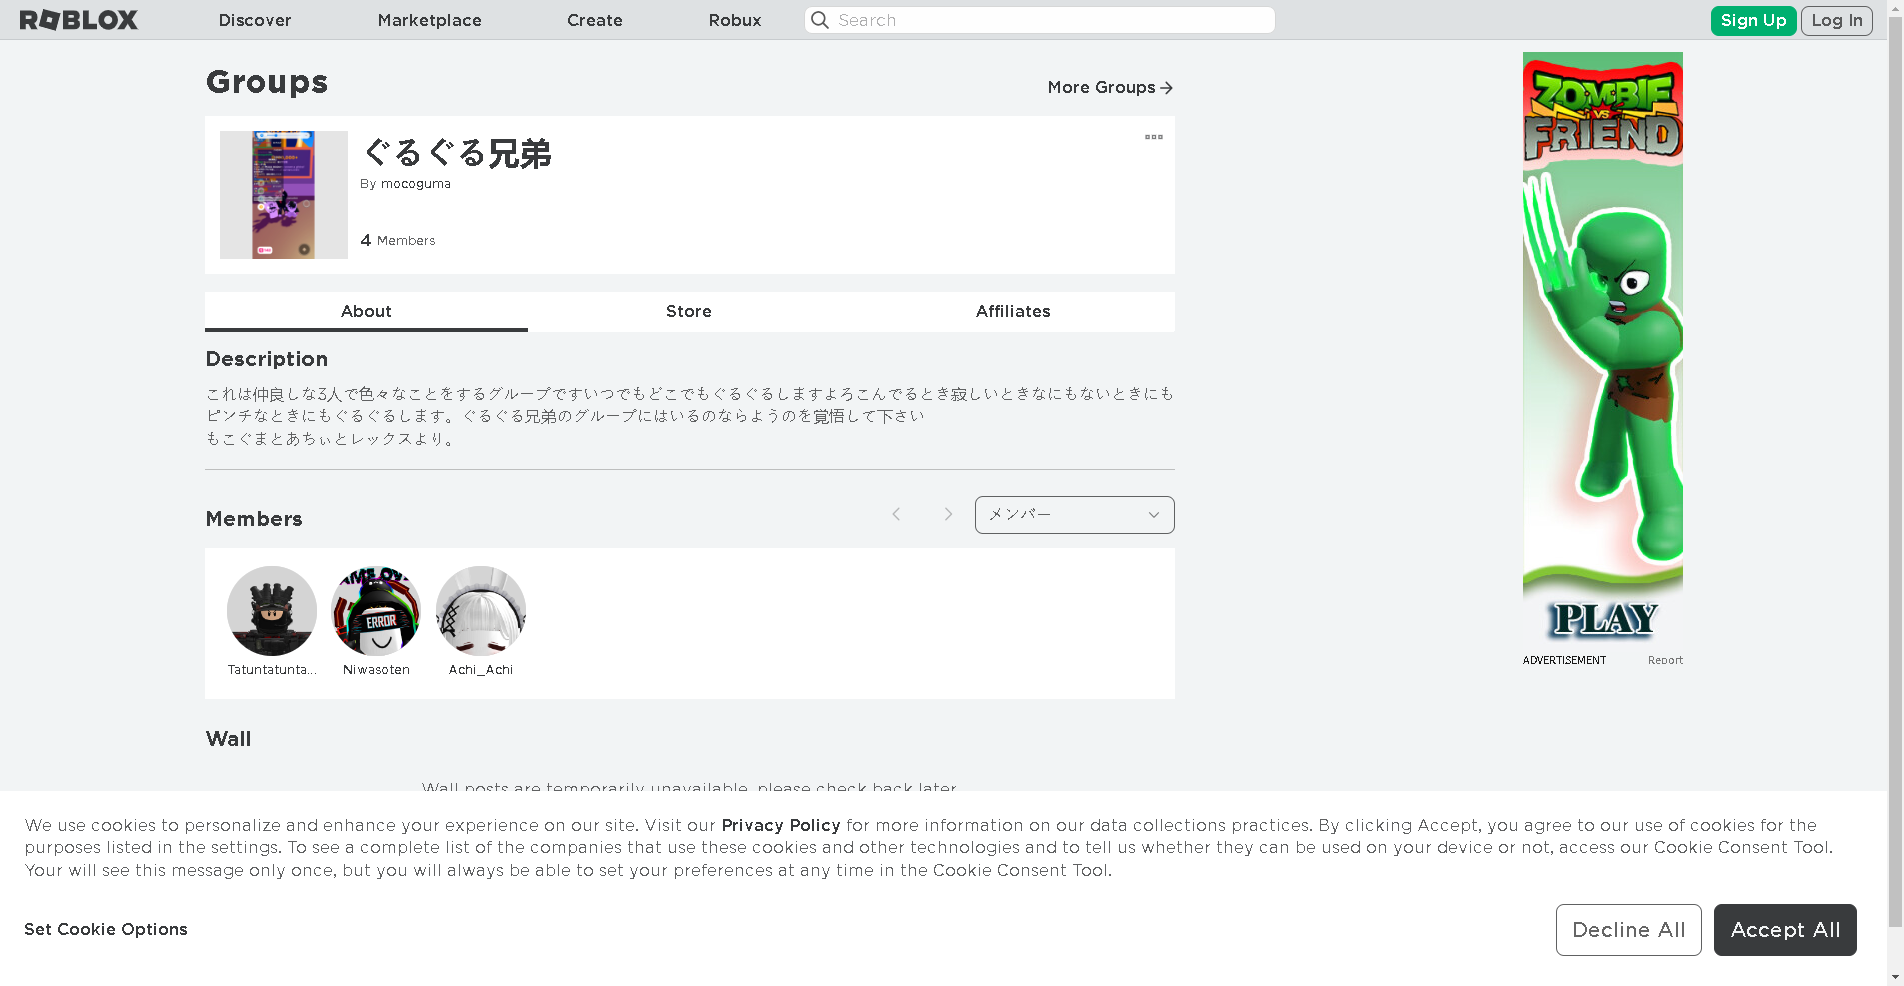 ROBLOX
Discover
Marketplace
Create
Robux
Search
Sign Up
Log In
Groups
More Groups
ぐるぐる兄弟
By mocoguma
4 Members
About
Store
Affiliates
Description
これは仲良しな3人で色々なことをするグループですいつでもどこでもぐるぐるしますよろこんでるとき寂しいときなにもないときにも
ピンチなときにもぐるぐるします。ぐるぐる兄弟のグループにはいるのならようのを覚悟して下さい
もこぐまとあちぃとレックスより。
Members
メンバー
ERROR
Tatuntatunta...
Niwasoten
Achi_Achi
Wall
Wall posts are temporarily unavailable, please check back later
ZOMBIE
VS
FRIEND
PLAY
ADVERTISEMENT
Report
We use cookies to personalize and enhance your experience on our site. Visit our Privacy Policy for more information on our data collections practices. By clicking Accept, you agree to our use of cookies for the
purposes listed in the settings. To see a complete list of the companies that use these cookies and other technologies and to tell us whether they can be used on your device or not, access our Cookie Consent Tool.
Your will see this message only once, but you will always be able to set your preferences at any time in the Cookie Consent Tool.
Set Cookie Options
Decline All
Accept All